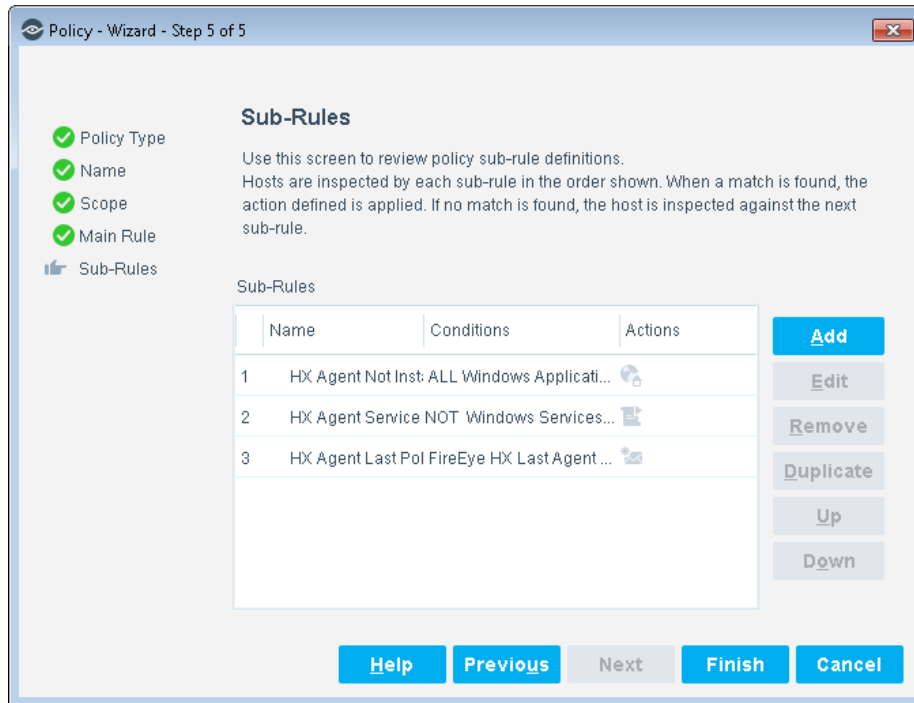 Policy - Wizard - Step 5 of 5
Policy Type
Name
Scope
Main Rule
Sub-Rules
Sub-Rules
Use this screen to review policy sub-rule definitions.
Hosts are inspected by each sub-rule in the order shown. When a match is found, the
action defined is applied. If no match is found, the host is inspected against the next
sub-rule.
Sub-Rules
Name Conditions Actions
1 HX Agent Not Inst ALL Windows Applicati...
2 HX Agent Service NOT Windows Services...
3 HX Agent Last Pol FireEye HX Last Agent ...
Add
Edit
Remove
Duplicate
Up
Down
Help Previous Next Finish Cancel